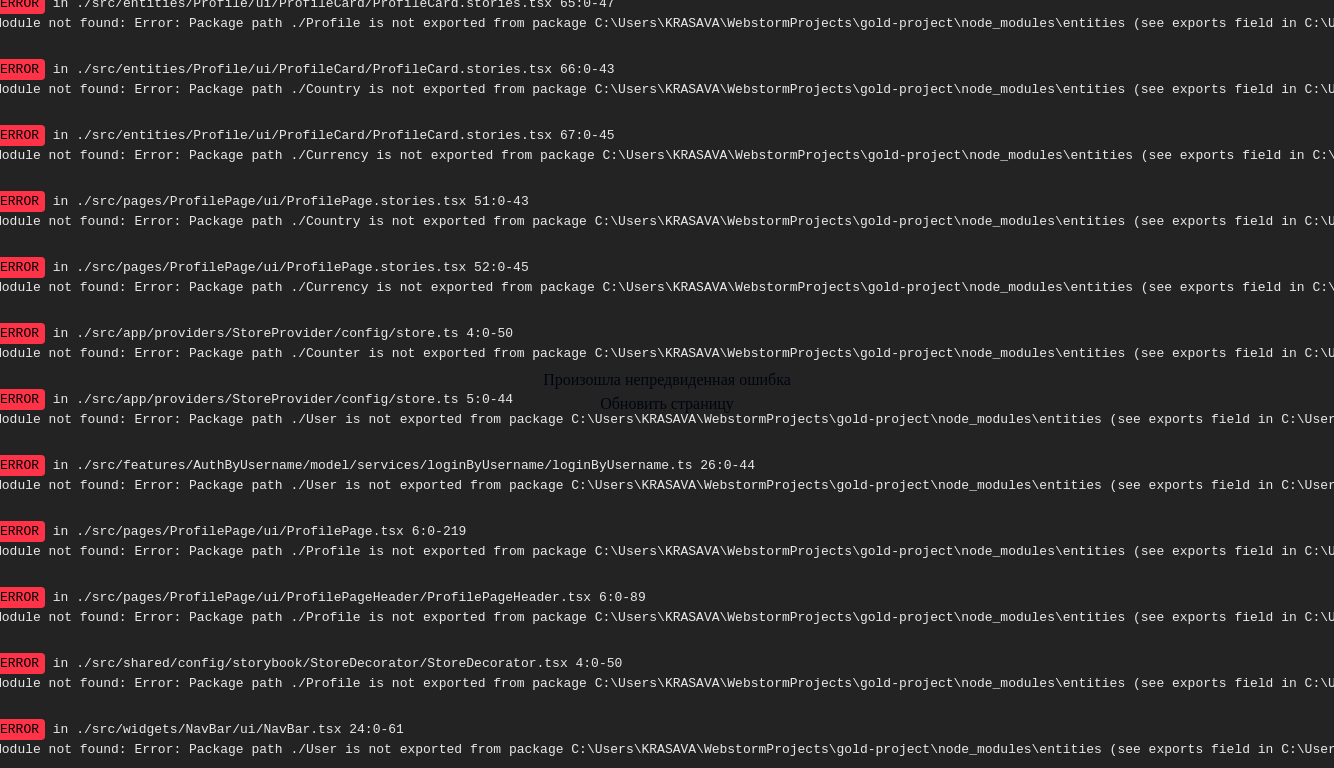 ERROR in ./src/entities/Profile/ui/ProfileCard/ProfileCard.stories.tsx 65:0-47
Module not found: Error: Package path ./Profile is not exported from package C:\Users\KRASAVA\WebstormProjects\gold-project\node_modules\entities (see exports field in C:\U
ERROR in ./src/entities/Profile/ui/ProfileCard/ProfileCard.stories.tsx 66:0-43
Module not found: Error: Package path ./Country is not exported from package C:\Users\KRASAVA\WebstormProjects\gold-project\node_modules\entities (see exports field in C:\U
ERROR in ./src/entities/Profile/ui/ProfileCard/ProfileCard.stories.tsx 67:0-45
Module not found: Error: Package path ./Currency is not exported from package C:\Users\KRASAVA\WebstormProjects\gold-project\node_modules\entities (see exports field in C:\
ERROR in ./src/pages/ProfilePage/ui/ProfilePage.stories.tsx 51:0-43
Module not found: Error: Package path ./Country is not exported from package C:\Users\KRASAVA\WebstormProjects\gold-project\node_modules\entities (see exports field in C:\U
ERROR in ./src/pages/ProfilePage/ui/ProfilePage.stories.tsx 52:0-45
Module not found: Error: Package path ./Currency is not exported from package C:\Users\KRASAVA\WebstormProjects\gold-project\node_modules\entities (see exports field in C:\
ERROR in ./src/app/providers/StoreProvider/config/store.ts 4:0-50
Module not found: Error: Package path ./Counter is not exported from package C:\Users\KRASAVA\WebstormProjects\gold-project\node_modules\entities (see exports field in C:\U
Произошла непредвиденная ошибка
ERROR in ./src/app/providers/StoreProvider/config/store.ts 5:0-44
Обновить страницу
Module not found: Error: Package path ./User is not exported from package C:\Users\KRASAVA\WebstormProjects\gold-project\node_modules\entities (see exports field in C:\User
ERROR in ./src/features/AuthByUsername/model/services/loginByUsername/loginByUsername.ts 26:0-44
Module not found: Error: Package path ./User is not exported from package C:\Users\KRASAVA\WebstormProjects\gold-project\node_modules\entities (see exports field in C:\User
ERROR in ./src/pages/ProfilePage/ui/ProfilePage.tsx 6:0-219
Module not found: Error: Package path ./Profile is not exported from package C:\Users\KRASAVA\WebstormProjects\gold-project\node_modules\entities (see exports field in C:\U
ERROR in ./src/pages/ProfilePage/ui/ProfilePageHeader/ProfilePageHeader.tsx 6:0-89
Module not found: Error: Package path ./Profile is not exported from package C:\Users\KRASAVA\WebstormProjects\gold-project\node_modules\entities (see exports field in C:\U
ERROR in ./src/shared/config/storybook/StoreDecorator/StoreDecorator.tsx 4:0-50
Module not found: Error: Package path ./Profile is not exported from package C:\Users\KRASAVA\WebstormProjects\gold-project\node_modules\entities (see exports field in C:\U
ERROR in ./src/widgets/NavBar/ui/NavBar.tsx 24:0-61
Module not found: Error: Package path ./User is not exported from package C:\Users\KRASAVA\WebstormProjects\gold-project\node_modules\entities (see exports field in C:\User